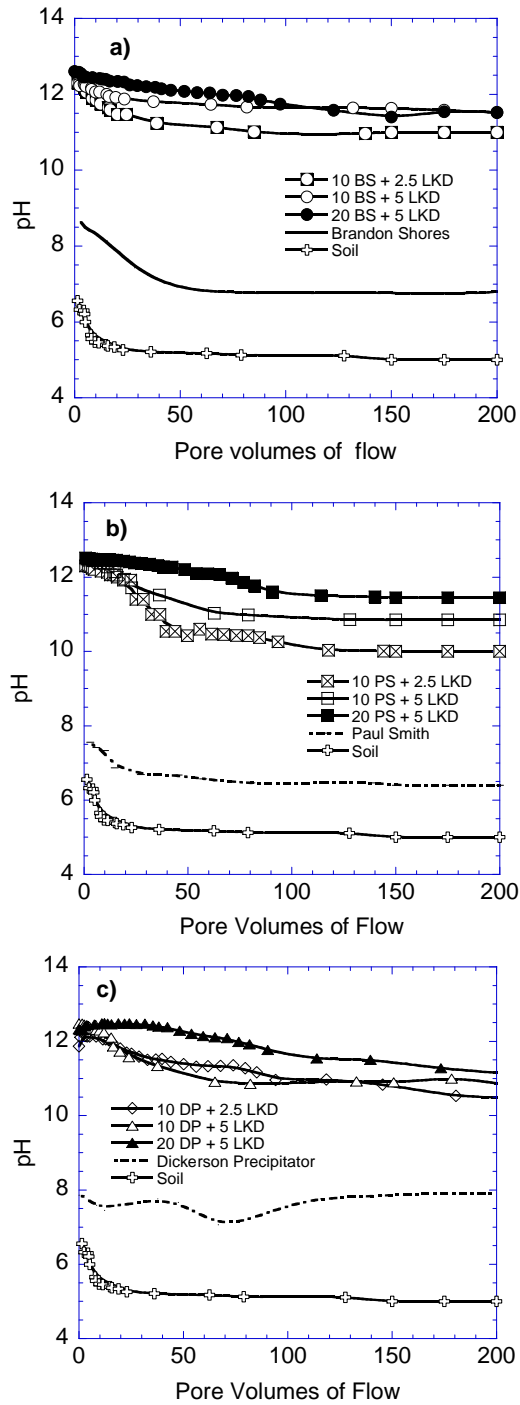 a)
14
12
10
8
6
4
pH
10 BS + 2.5 LKD
10 BS + 5 LKD
20 BS + 5 LKD
Brandon Shores
Soil
0 50 100 150 200
Pore volumes of flow
b)
14
12
10
8
6
4
pH
10 PS + 2.5 LKD
10 PS + 5 LKD
20 PS + 5 LKD
Paul Smith
Soil
0 50 100 150 200
Pore Volumes of Flow
c)
14
12
10
8
6
4
pH
10 DP + 2.5 LKD
10 DP + 5 LKD
20 DP + 5 LKD
Dickerson Precipitator
Soil
0 50 100 150 200
Pore Volumes of Flow